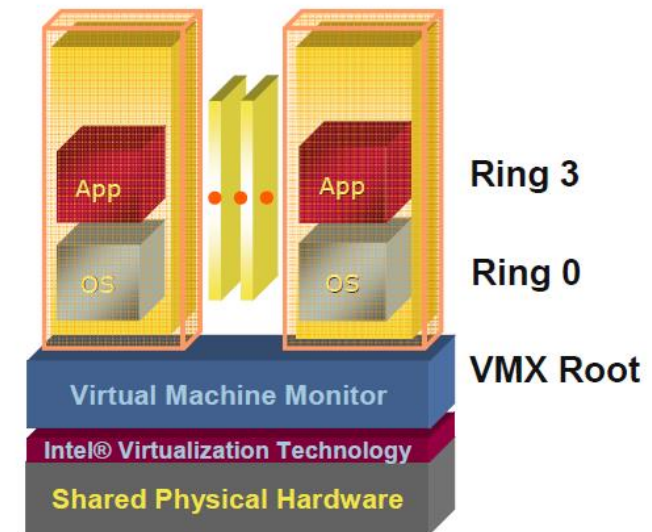 App
App
Ring 3
OS
OS
Ring 0
VMX Root
Virtual Machine Monitor
Intel® Virtualization Technology
Shared Physical Hardware